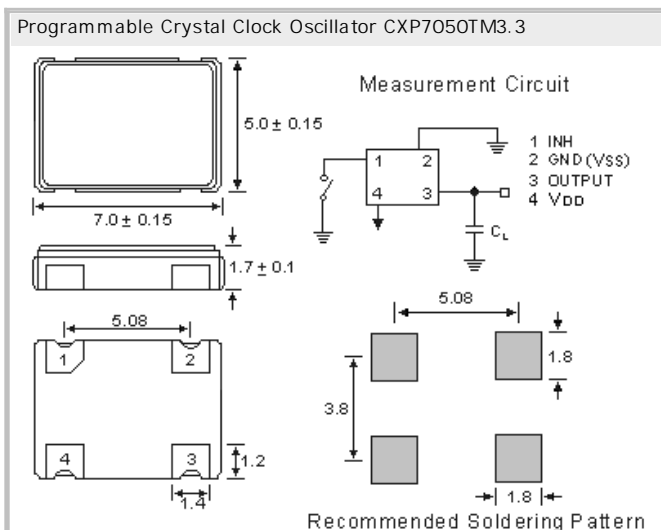 Programmable Crystal Clock Oscillator CXP7050TM3.3
Measurement Circuit
5.0 ± 0.15
7.0 ± 0.15
1.7 ± 0.1
1 2
4 3
1 INH
2 GND (VSS)
3 OUTPUT
4 VDD
CL
5.08
1 2
4 3
1.2
1.4
5.08
1.8
3.8
1.8
Recommended Soldering Pattern